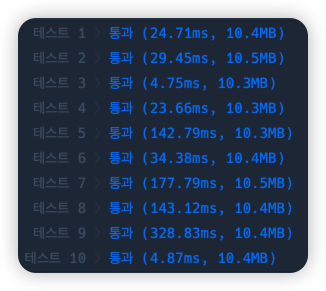 테스트 1 〉 통과 (24.71ms, 10.4MB)
테스트 2 〉 통과 (29.45ms, 10.5MB)
테스트 3 〉 통과 (4.75ms, 10.3MB)
테스트 4 〉 통과 (23.66ms, 10.3MB)
테스트 5 〉 통과 (142.79ms, 10.3MB)
테스트 6 〉 통과 (34.38ms, 10.4MB)
테스트 7 〉 통과 (177.79ms, 10.5MB)
테스트 8 〉 통과 (143.12ms, 10.4MB)
테스트 9 〉 통과 (328.83ms, 10.4MB)
테스트 10 〉 통과 (4.87ms, 10.4MB)